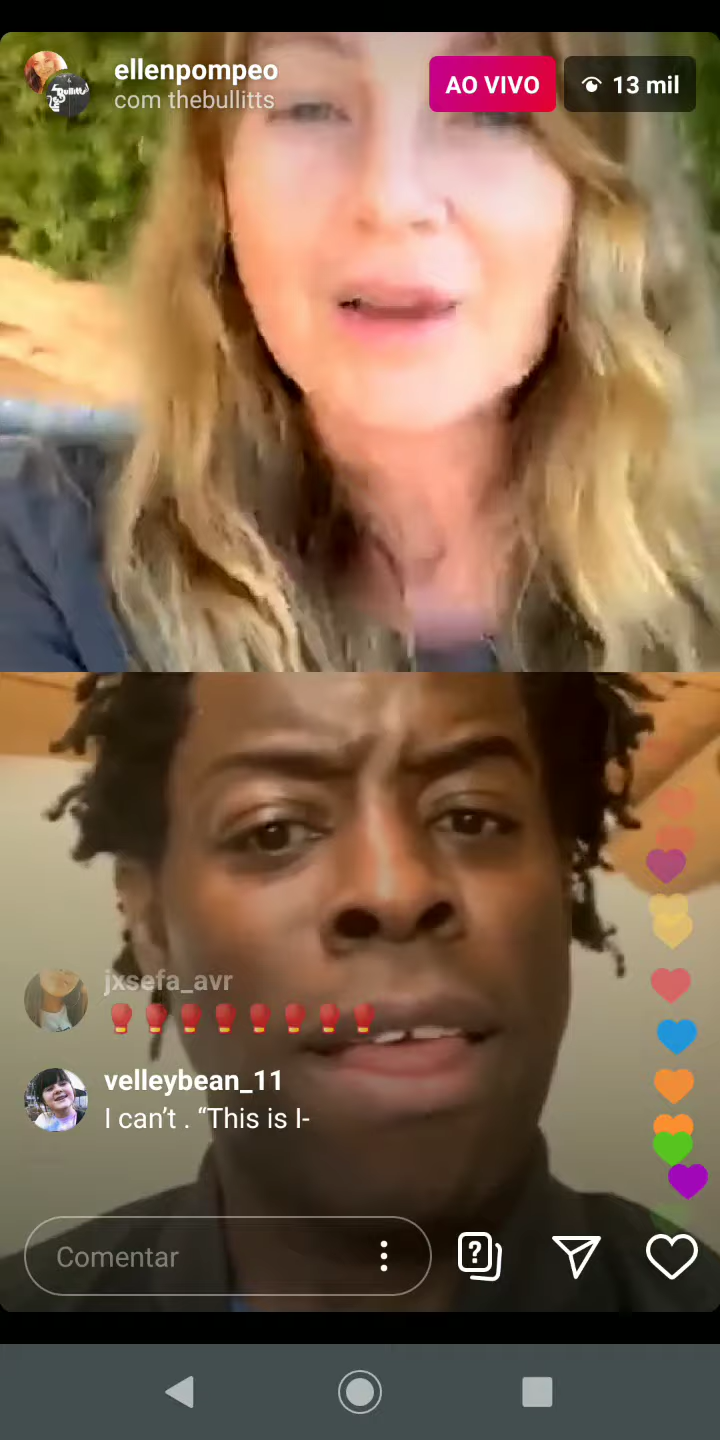 ellenpompeo
com thebullitts
AO VIVO
13 mil
jxsefa_avr
velleybean_11
I can’t . “This is I-
Comentar